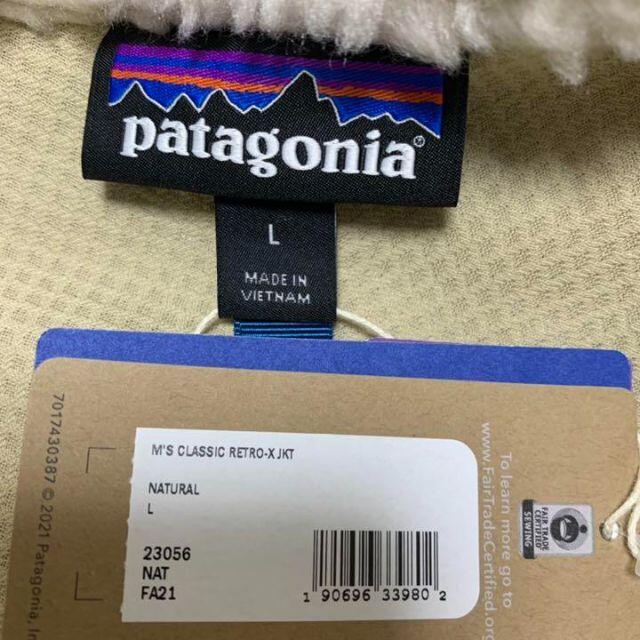 patagonia®
L
MADE IN
VIETNAM
M'S CLASSIC RETRO-X JKT
NATURAL
L
23056
NAT
FA21
1 90696 33980 2
7017430387 © 2021 Patagonia, In
To learn more go to
www.FairTradeCertified.org
FAIR TRADE
CERTIFIED
SEWING